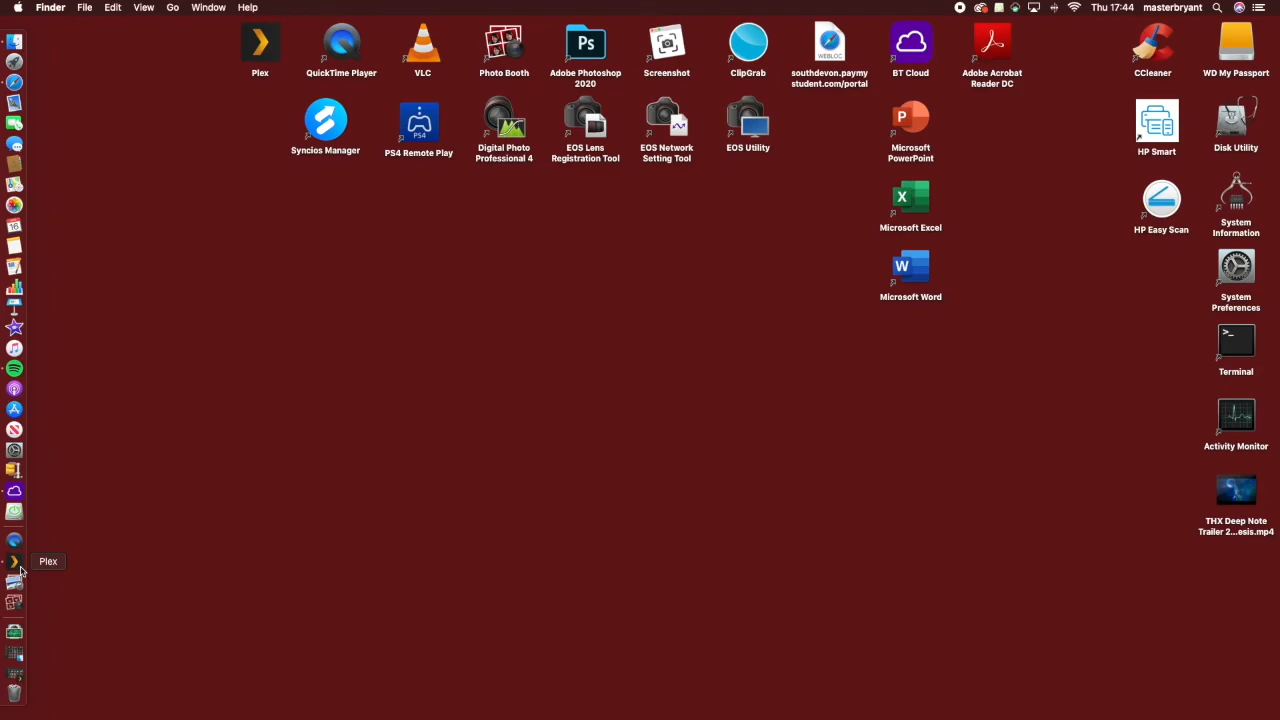 Finder File Edit View Go Window Help
Thu 17:44 masterbryant
Plex
QuickTime Player
VLC
Photo Booth
Adobe Photoshop
2020
Screenshot
ClipGrab
southdevon.paymy
student.com/portal
BT Cloud
Adobe Acrobat
Reader DC
CCleaner
WD My Passport
Syncios Manager
PS4 Remote Play
Digital Photo
Professional 4
EOS Lens
Registration Tool
EOS Network
Setting Tool
EOS Utility
Microsoft
PowerPoint
HP Smart
Disk Utility
Microsoft Excel
HP Easy Scan
System
Information
Microsoft Word
System
Preferences
Terminal
Activity Monitor
THX Deep Note
Trailer 2...esis.mp4
Plex
Ps
WEBLOC
PS4
P
X
W
>_
16